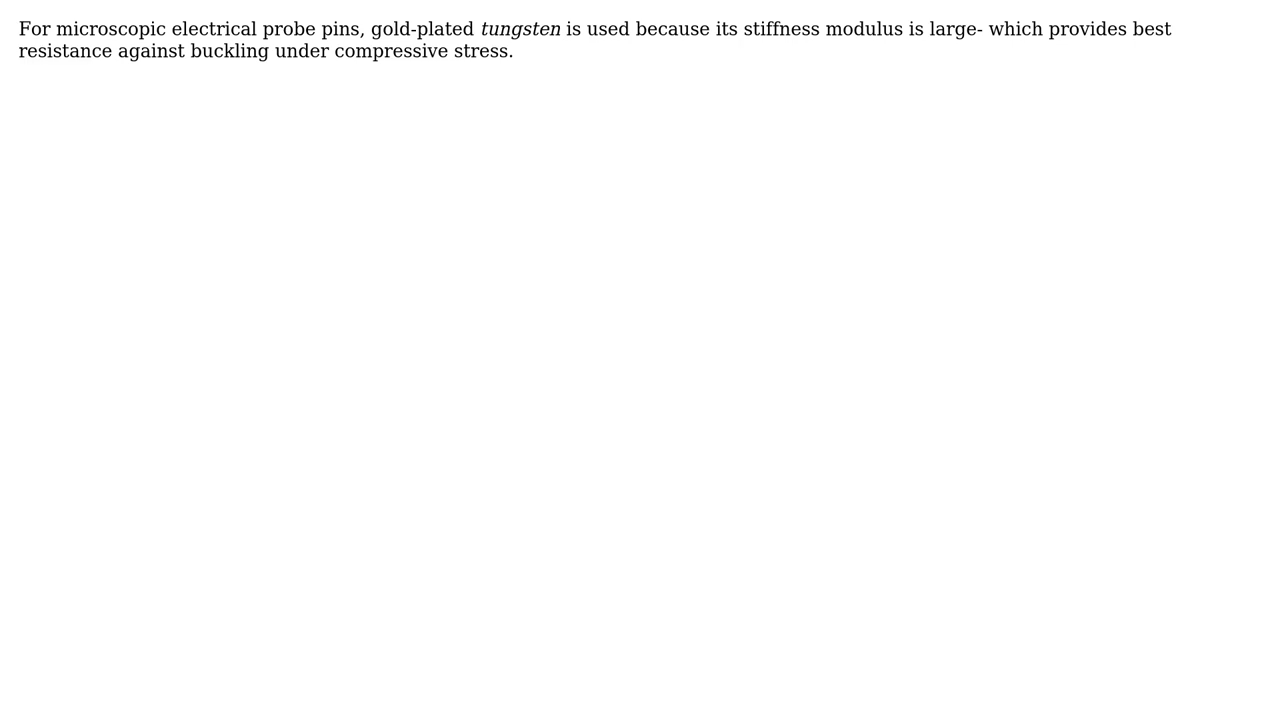 For microscopic electrical probe pins, gold-plated tungsten is used because its stiffness modulus is large- which provides best
resistance against buckling under compressive stress.